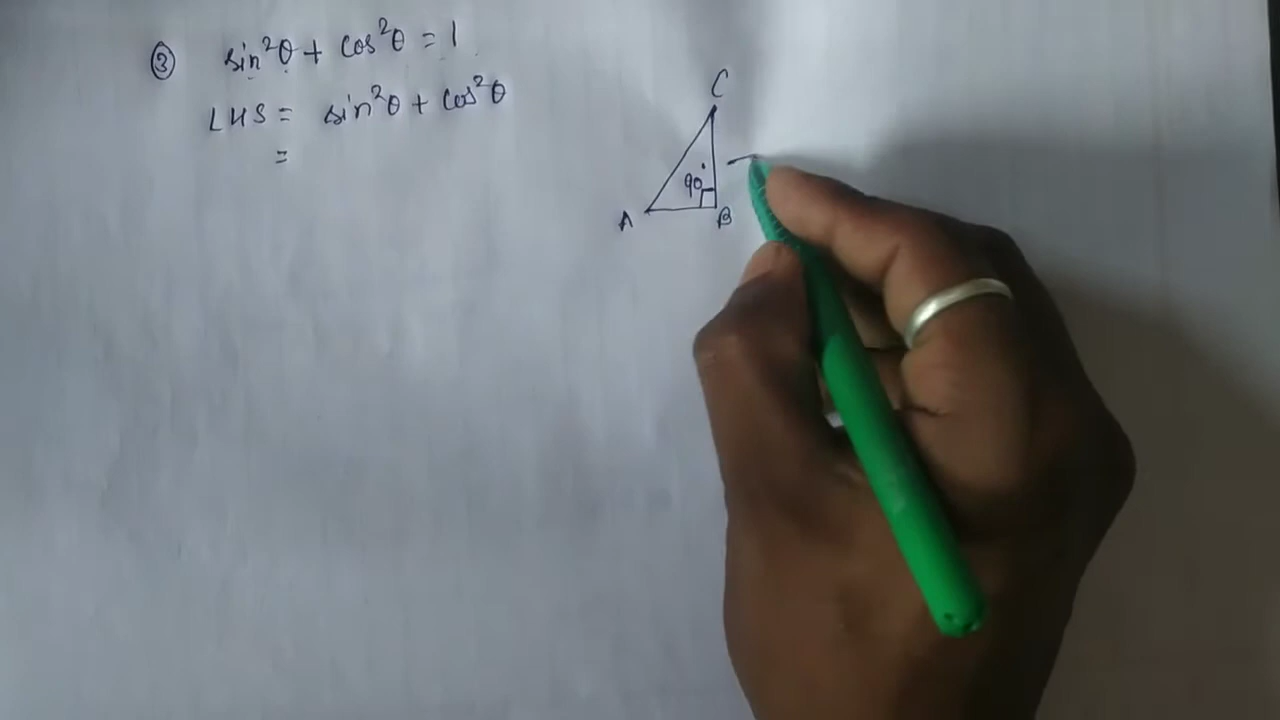 ③ sin²θ + cos²θ = 1
LHS = sin²θ + cos²θ
=
C
90°
A B